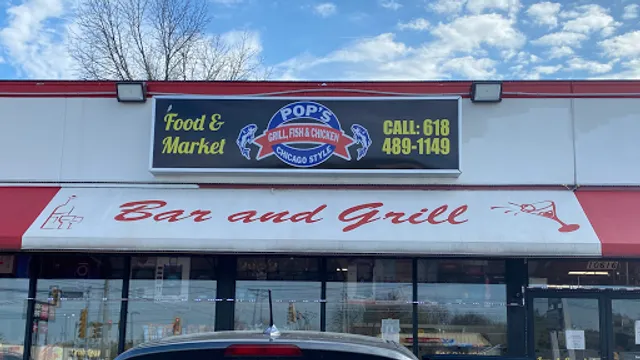 Food &
Market
POP'S
GRILL, FISH & CHICKEN
CHICAGO STYLE
CALL: 618
489-1149
Bar and Grill